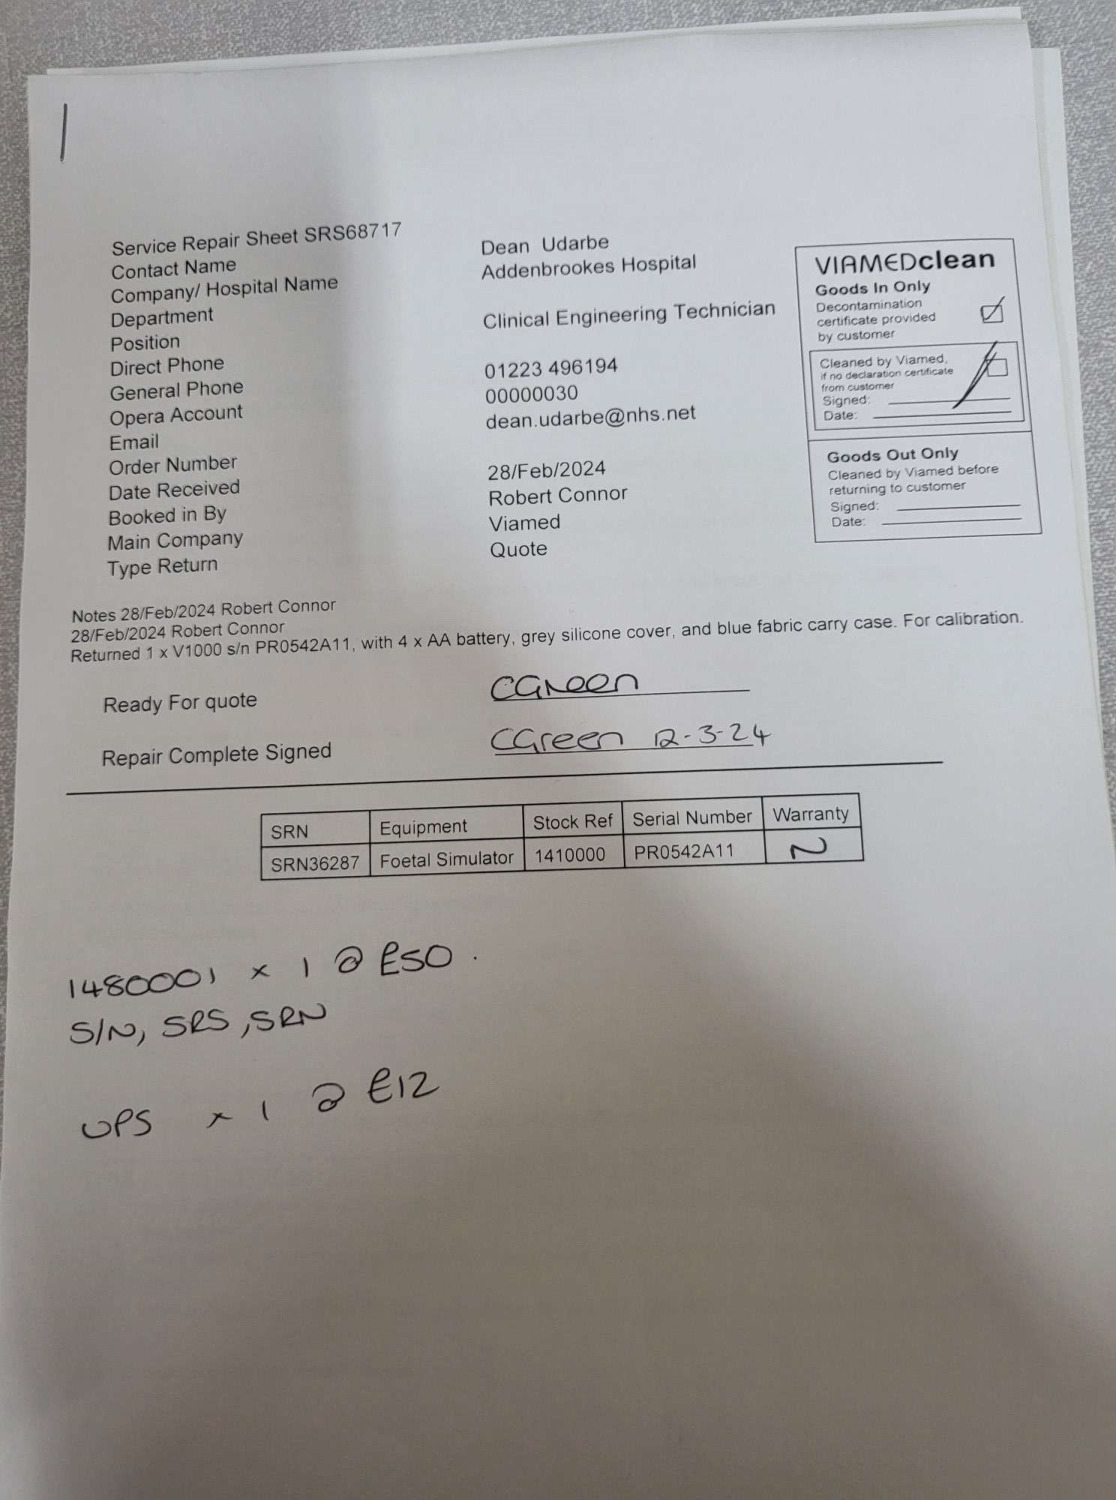 Service Repair Sheet SRS68717
Contact Name Dean Udarbe
Company/ Hospital Name Addenbrookes Hospital
Department
Position Clinical Engineering Technician
Direct Phone
General Phone 01223 496194
Opera Account 00000030
Email dean.udarbe@nhs.net
Order Number
Date Received 28/Feb/2024
Booked in By Robert Connor
Main Company Viamed
Type Return Quote
VIAMEDclean
Goods In Only
Decontamination
certificate provided
by customer
Cleaned by Viamed,
if no declaration certificate
from customer
Signed:
Date:
Goods Out Only
Cleaned by Viamed before
returning to customer
Signed:
Date:
Notes 28/Feb/2024 Robert Connor
28/Feb/2024 Robert Connor
Returned 1 x V1000 s/n PR0542A11, with 4 x AA battery, grey silicone cover, and blue fabric carry case. For calibration.
Ready For quote CGreen
Repair Complete Signed CGreen 12-3-24
SRN Equipment Stock Ref Serial Number Warranty
SRN36287 Foetal Simulator 1410000 PR0542A11 N
1480001 x 1 @ £50.
S/N, SRS, SRN
UPS x 1 @ £12